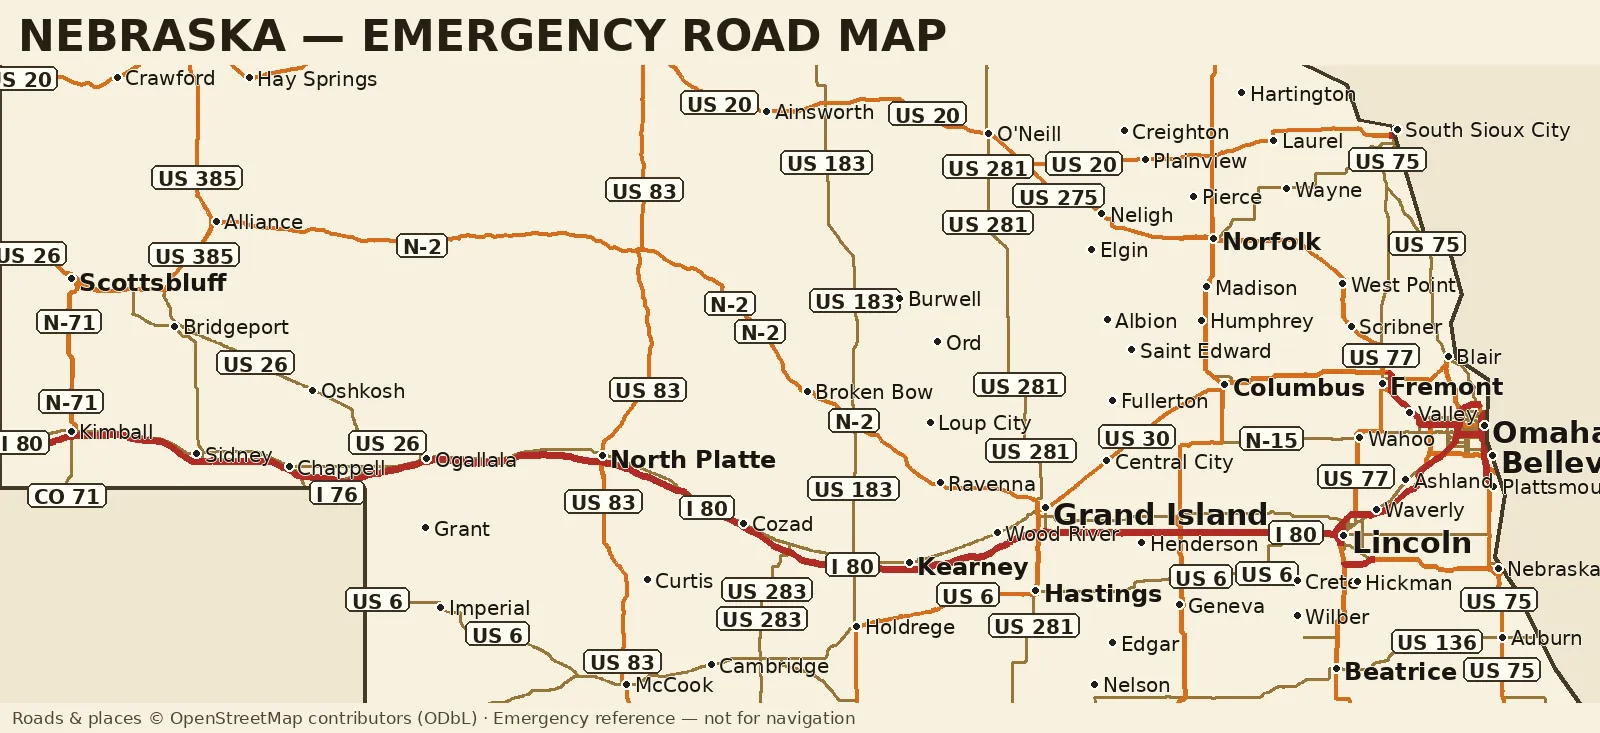 NEBRASKA — EMERGENCY ROAD MAP
US 20
Crawford
Hay Springs
US 20
Ainsworth
US 20
O'Neill
Hartington
Creighton
Laurel
South Sioux City
US 385
US 83
US 183
US 281
US 20
Plainview
US 75
US 275
Pierce
Wayne
Alliance
Neligh
US 281
US 26
US 385
N-2
Elgin
Norfolk
US 75
Scottsbluff
N-2
US 183
Burwell
Madison
West Point
N-71
Bridgeport
N-2
Albion
Humphrey
Scribner
US 26
Ord
Saint Edward
US 77
Blair
N-71
Oshkosh
US 83
Broken Bow
US 281
Columbus
Fremont
Fullerton
Valley
I 80
Kimball
US 26
N-2
Loup City
US 30
N-15
Wahoo
Omaha
Sidney
Chappell
Ogallala
North Platte
US 281
Central City
Bellev
CO 71
I 76
US 83
I 80
US 183
Ravenna
US 77
Ashland
Plattsmou
Grant
Cozad
Grand Island
Waverly
Wood River
Henderson
I 80
Lincoln
I 80
Kearney
Curtis
US 283
US 6
Hastings
US 6
US 6
Crete
Hickman
Nebraska
US 6
Imperial
US 283
Geneva
Wilber
US 75
US 6
Holdrege
US 281
Edgar
US 136
Auburn
US 83
Cambridge
Beatrice
US 75
McCook
Nelson
Roads & places © OpenStreetMap contributors (ODbL) · Emergency reference — not for navigation